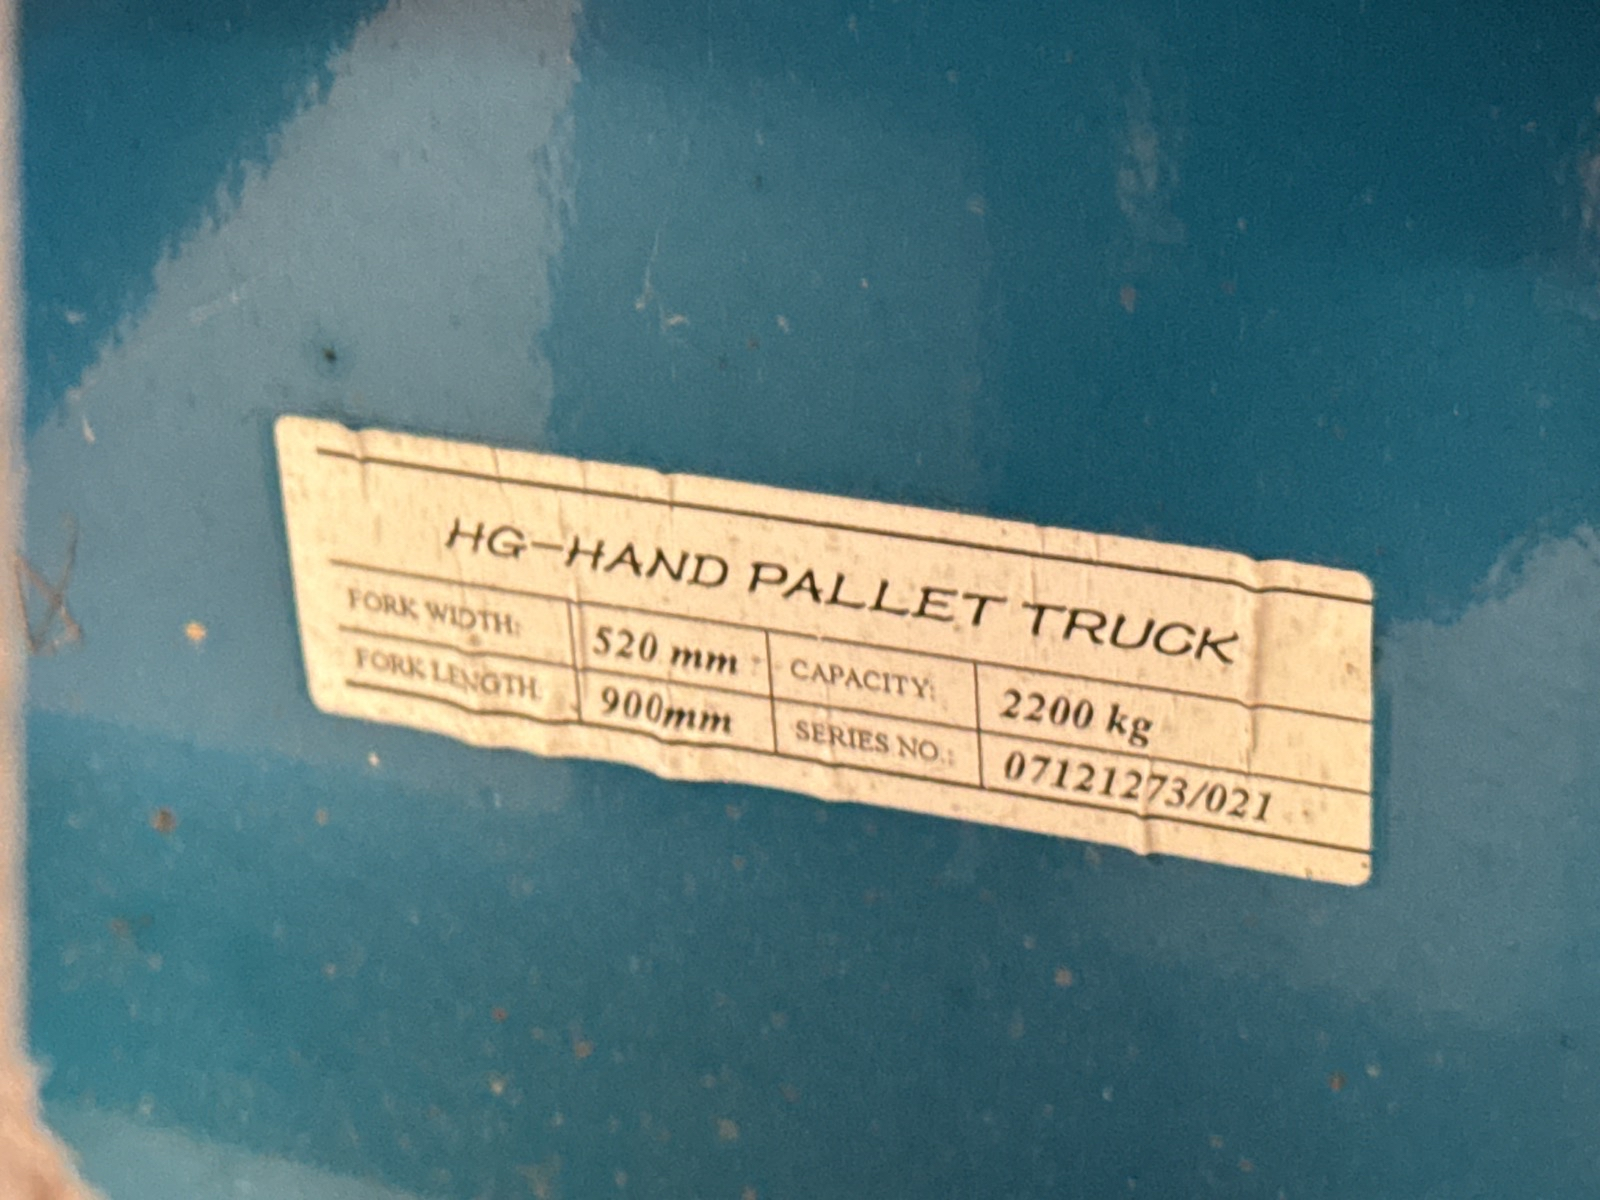 HG-HAND PALLET TRUCK
FORK WIDTH: 520 mm CAPACITY: 2200 kg
FORK LENGTH: 900mm SERIES NO.: 07121273/021